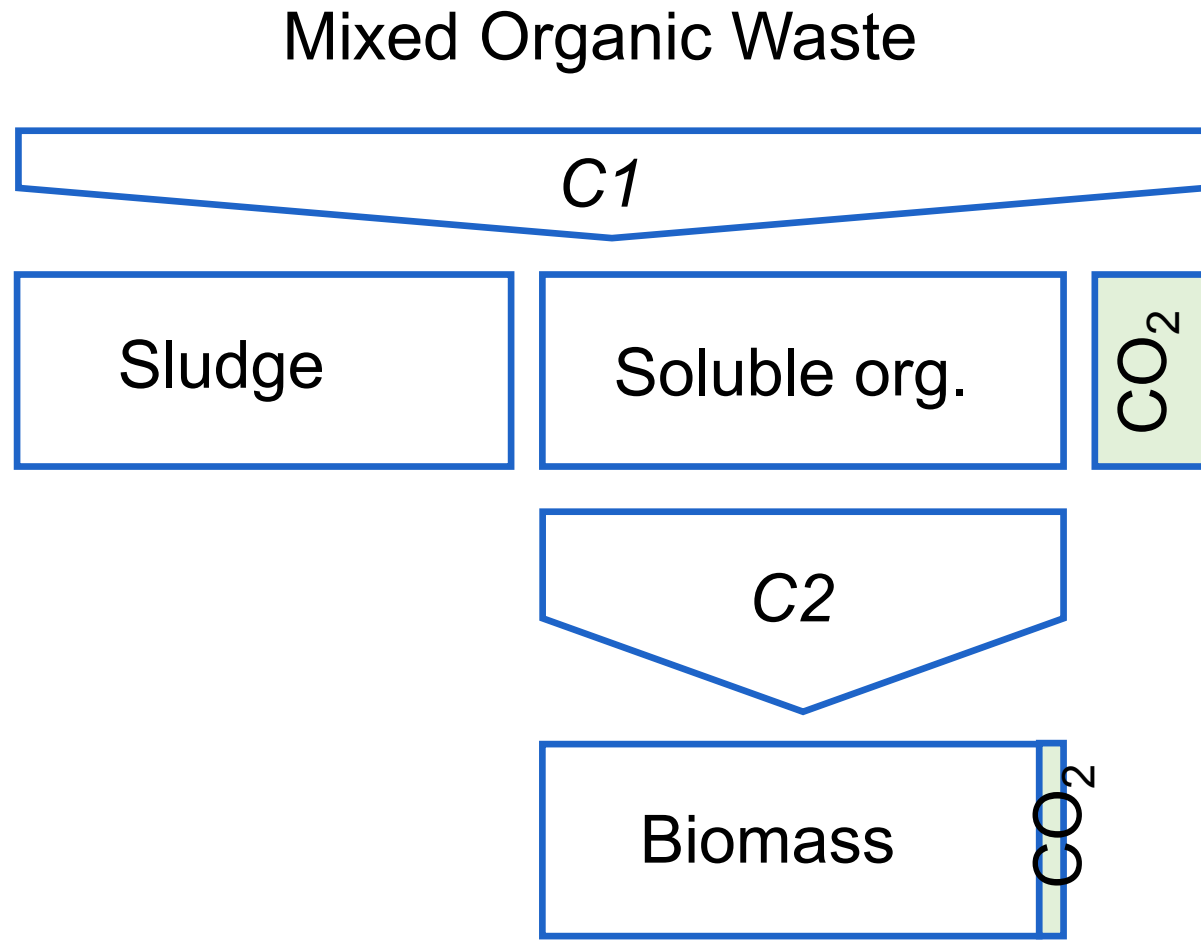 Mixed Organic Waste
C1
Sludge
Soluble org.
CO₂
C2
Biomass
CO₂